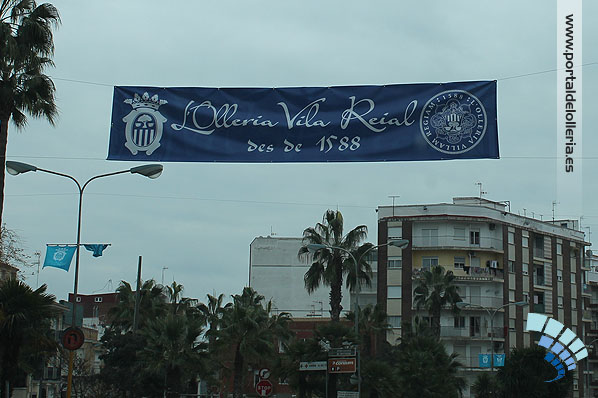 L'Olleria Vila Reial
des de 1588
www.portaldelolleria.es